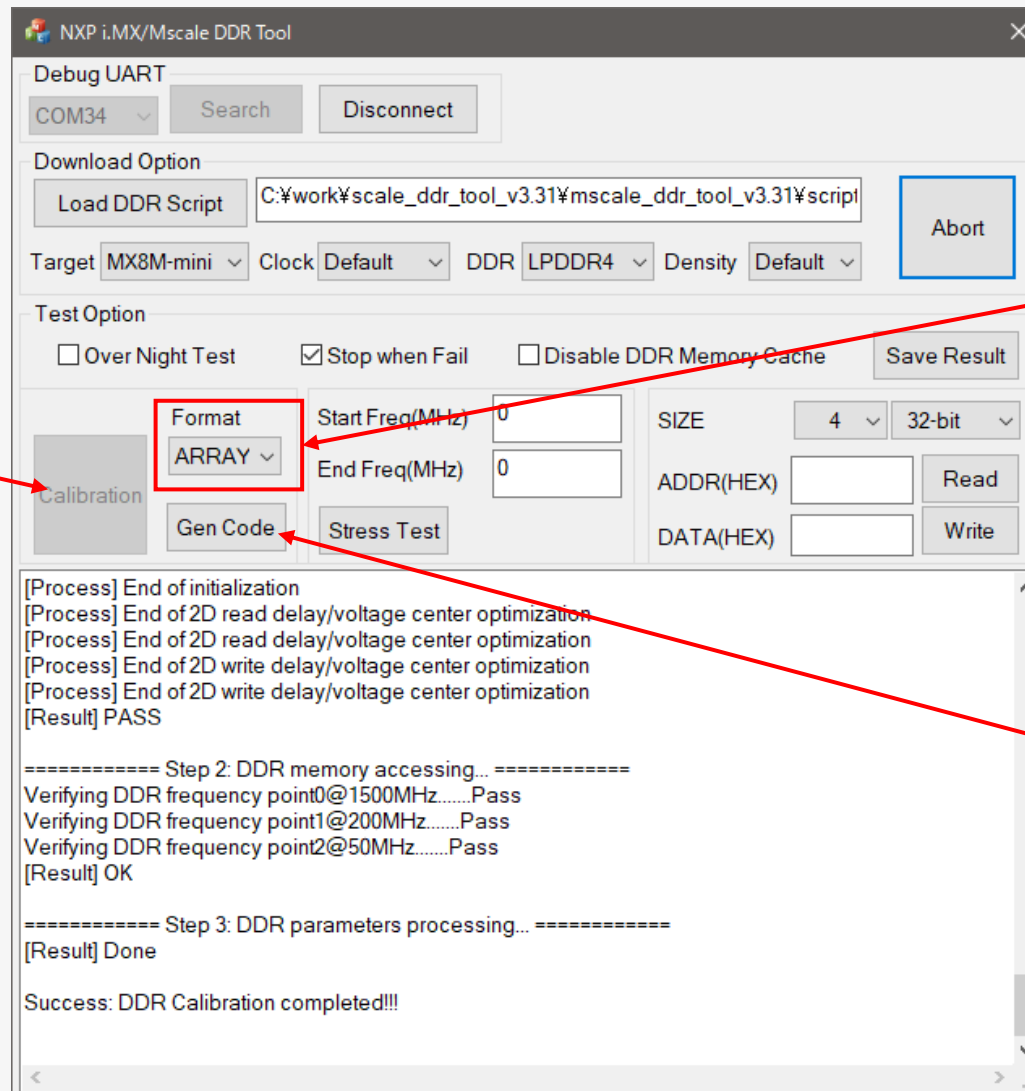 NXP i.MX/Mscale DDR Tool
Debug UART
COM34 Search Disconnect
Download Option
Load DDR Script C:¥work¥scale_ddr_tool_v3.31¥mscale_ddr_tool_v3.31¥script
Abort
Target MX8M-mini Clock Default DDR LPDDR4 Density Default
Test Option
Over Night Test Stop when Fail Disable DDR Memory Cache Save Result
Calibration
Format
ARRAY
Gen Code
Start Freq(MHz) 0
End Freq(MHz) 0
Stress Test
SIZE 4 32-bit
ADDR(HEX) Read
DATA(HEX) Write
[Process] End of initialization
[Process] End of 2D read delay/voltage center optimization
[Process] End of 2D read delay/voltage center optimization
[Process] End of 2D write delay/voltage center optimization
[Process] End of 2D write delay/voltage center optimization
[Result] PASS
============ Step 2: DDR memory accessing... ============
Verifying DDR frequency point0@1500MHz.......Pass
Verifying DDR frequency point1@200MHz.......Pass
Verifying DDR frequency point2@50MHz.......Pass
[Result] OK
============ Step 3: DDR parameters processing... ============
[Result] Done
Success: DDR Calibration completed!!!